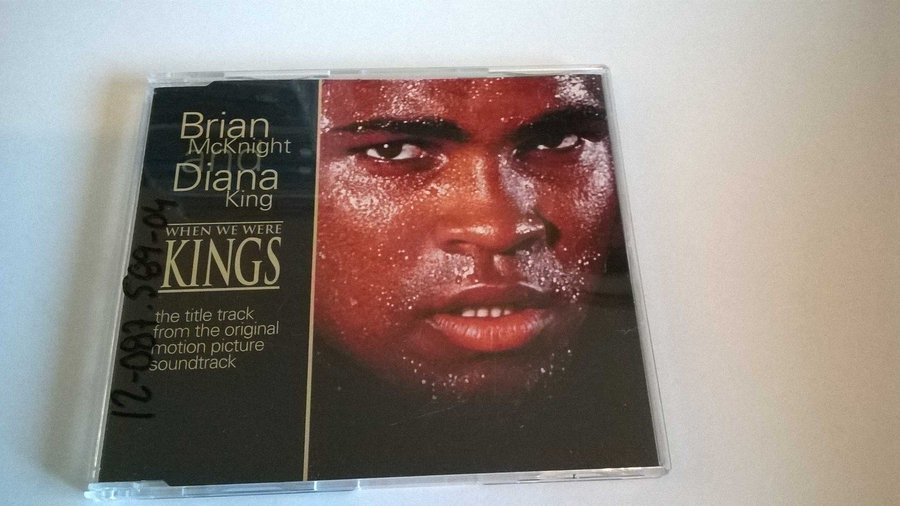 Brian
McKnight
and
Diana
King
WHEN WE WERE
KINGS
the title track
from the original
motion picture
soundtrack
12-087.589-04